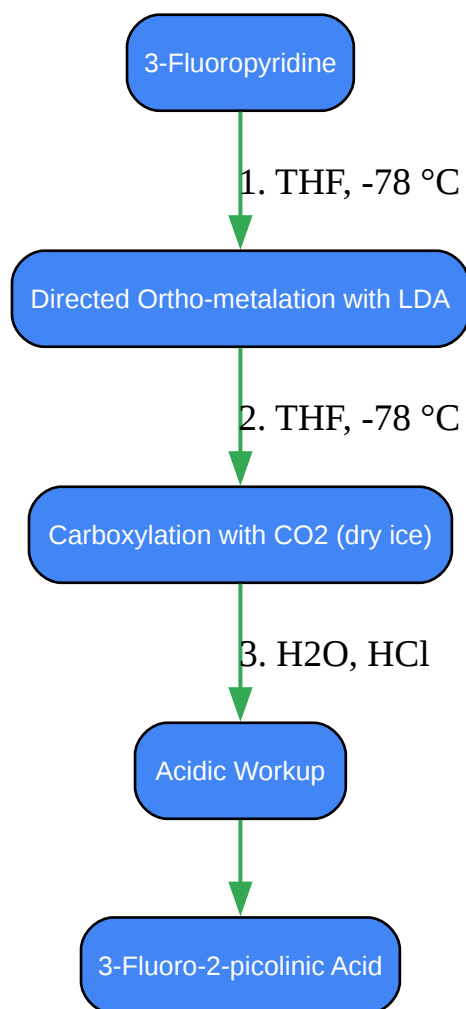 3-Fluoropyridine
1. THF, -78 °C
Directed Ortho-metalation with LDA
2. THF, -78 °C
Carboxylation with CO2 (dry ice)
3. H2O, HCl
Acidic Workup
3-Fluoro-2-picolinic Acid